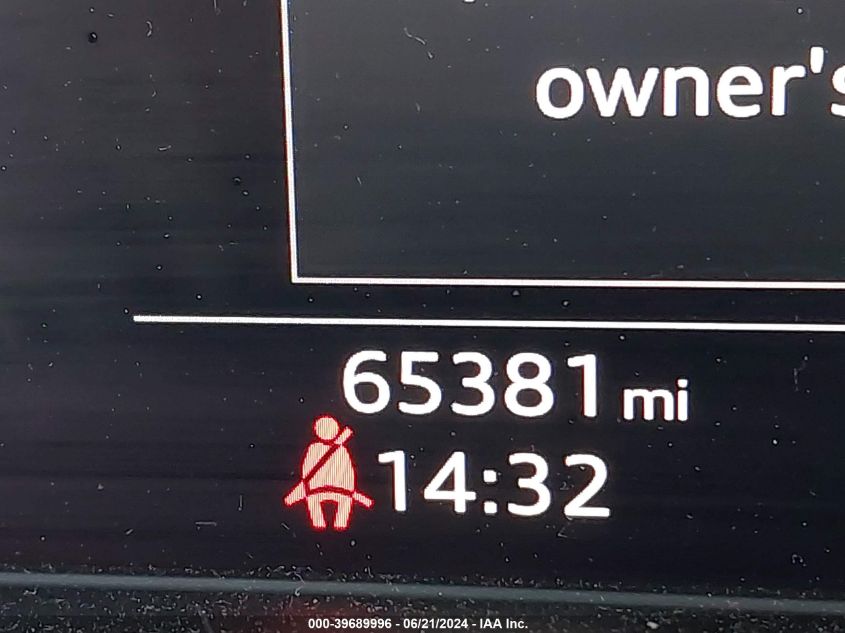 owner's
65381 mi
14:32
000-39689996 - 06/21/2024 - IAA Inc.